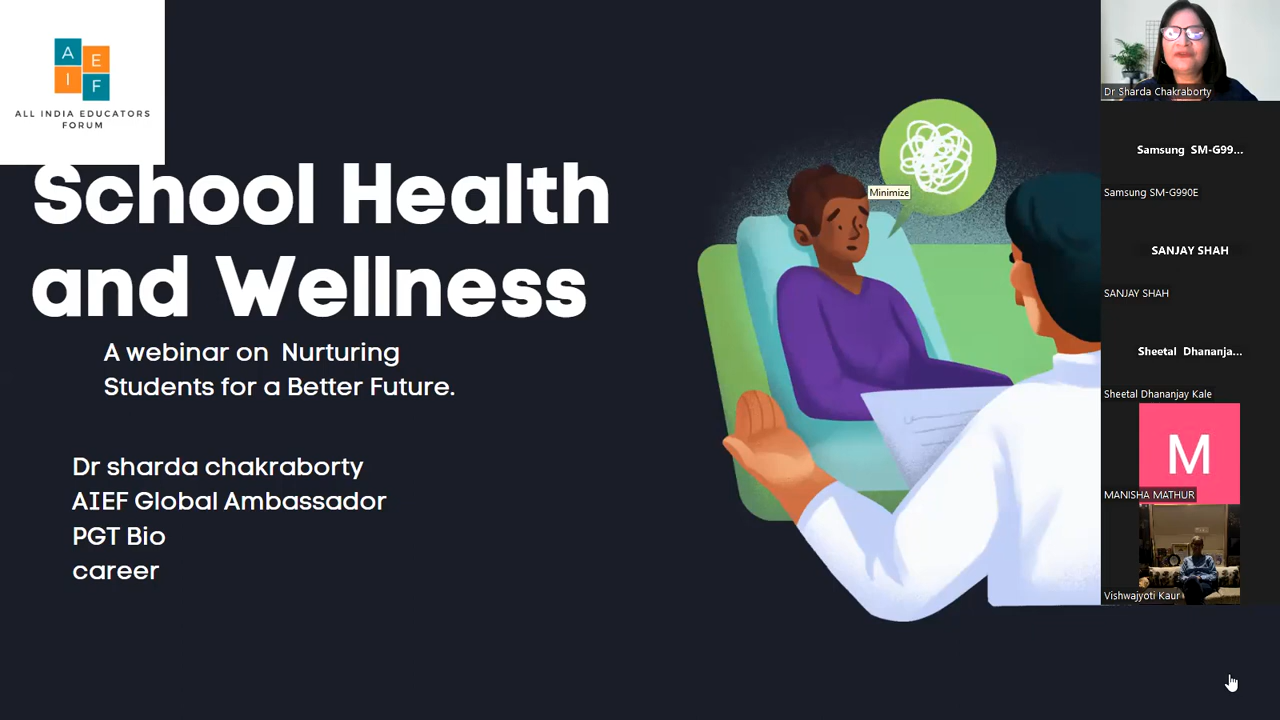 A E
I F
ALL INDIA EDUCATORS
FORUM
School Health
and Wellness
A webinar on Nurturing
Students for a Better Future.
Dr sharda chakraborty
AIEF Global Ambassador
PGT Bio
career
Minimize
Dr Sharda Chakraborty
Samsung SM-G99...
Samsung SM-G990E
SANJAY SHAH
SANJAY SHAH
Sheetal Dhananja...
Sheetal Dhananjay Kale
M
MANISHA MATHUR
Vishwajyoti Kaur